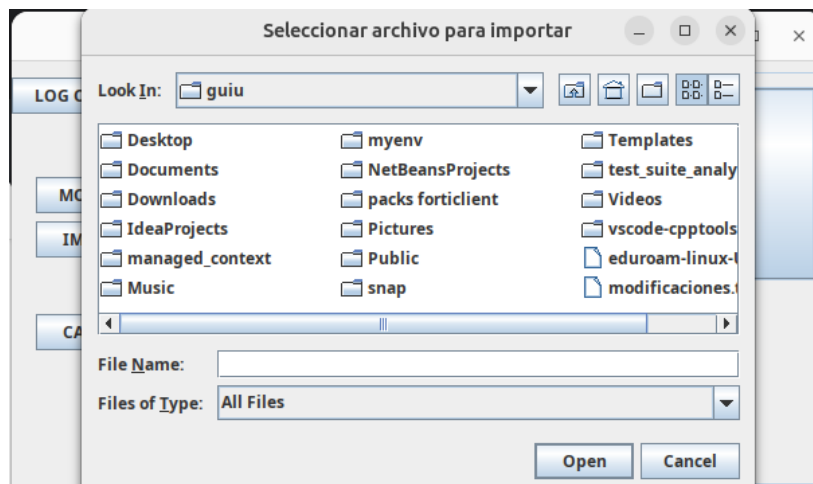 Seleccionar archivo para importar
LOG
Look In: guiu
Desktop myenv Templates
Documents NetBeansProjects test_suite_analy
Downloads packs forticlient Videos
IdeaProjects Pictures vscode-cpptools
managed_context Public eduroam-linux-
Music snap modificaciones.
File Name:
Files of Type: All Files
Open Cancel